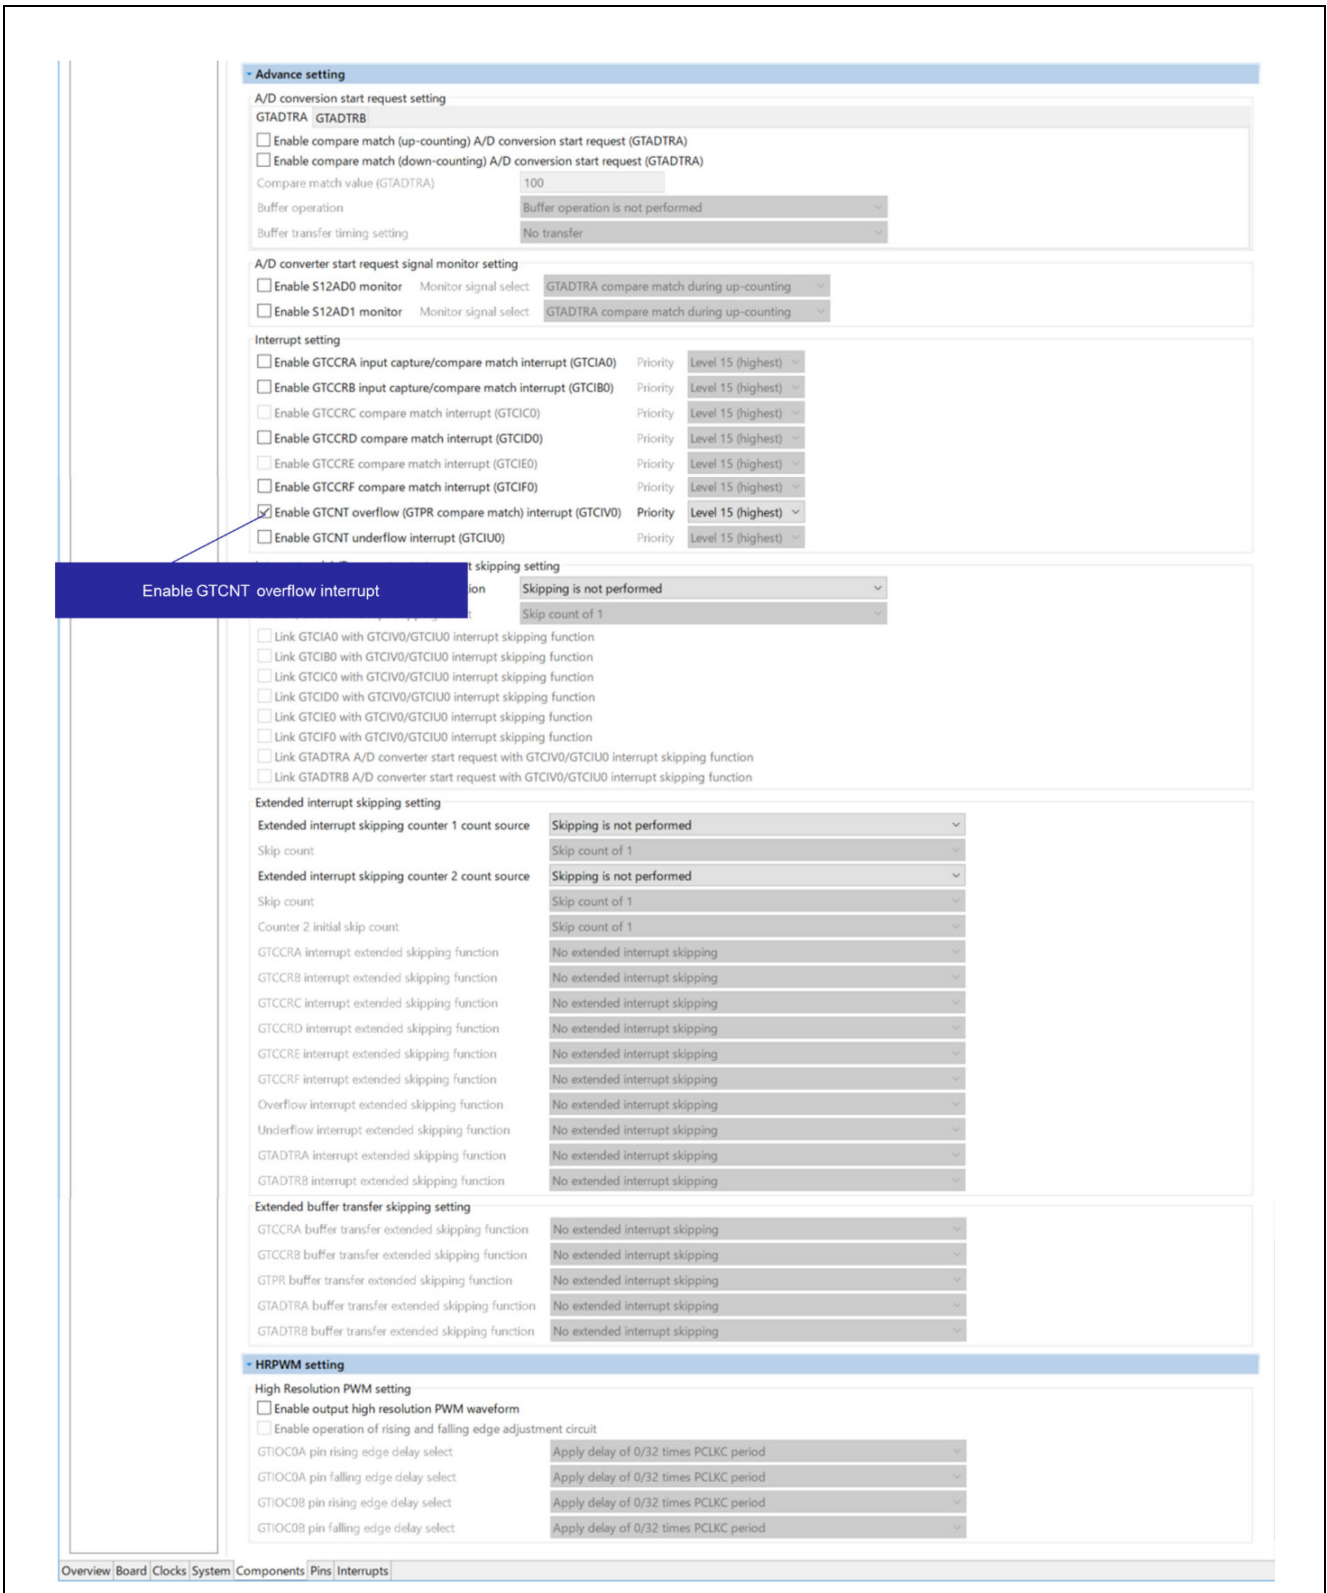 Advance setting
A/D conversion start request setting
GTADTRA GTADTRB
Enable compare match (up-counting) A/D conversion start request (GTADTRA)
Enable compare match (down-counting) A/D conversion start request (GTADTRA)
Compare match value (GTADTRA) 100
Buffer operation Buffer operation is not performed
Buffer transfer timing setting No transfer
A/D converter start request signal monitor setting
Enable S12AD0 monitor Monitor signal select GTADTRA compare match during up-counting
Enable S12AD1 monitor Monitor signal select GTADTRA compare match during up-counting
Interrupt setting
Enable GTCCRA input capture/compare match interrupt (GTCIA0) Priority Level 15 (highest)
Enable GTCCRB input capture/compare match interrupt (GTCIB0) Priority Level 15 (highest)
Enable GTCCRC compare match interrupt (GTCIC0) Priority Level 15 (highest)
Enable GTCCRD compare match interrupt (GTCID0) Priority Level 15 (highest)
Enable GTCCRE compare match interrupt (GTCIE0) Priority Level 15 (highest)
Enable GTCCRF compare match interrupt (GTCIF0) Priority Level 15 (highest)
Enable GTCNT overflow (GTPR compare match) interrupt (GTCIV0) Priority Level 15 (highest)
Enable GTCNT underflow interrupt (GTCIU0) Priority Level 15 (highest)
skipping setting
Enable GTCNT overflow interrupt
Skipping is not performed
Skip count of 1
Link GTCIA0 with GTCIV0/GTCIU0 interrupt skipping function
Link GTCIB0 with GTCIV0/GTCIU0 interrupt skipping function
Link GTCIC0 with GTCIV0/GTCIU0 interrupt skipping function
Link GTCID0 with GTCIV0/GTCIU0 interrupt skipping function
Link GTCIE0 with GTCIV0/GTCIU0 interrupt skipping function
Link GTCIF0 with GTCIV0/GTCIU0 interrupt skipping function
Link GTADTRA A/D converter start request with GTCIV0/GTCIU0 interrupt skipping function
Link GTADTRB A/D converter start request with GTCIV0/GTCIU0 interrupt skipping function
Extended interrupt skipping setting
Extended interrupt skipping counter 1 count source Skipping is not performed
Skip count Skip count of 1
Extended interrupt skipping counter 2 count source Skipping is not performed
Skip count Skip count of 1
Counter 2 initial skip count Skip count of 1
GTCCRA interrupt extended skipping function No extended interrupt skipping
GTCCRB interrupt extended skipping function No extended interrupt skipping
GTCCRC interrupt extended skipping function No extended interrupt skipping
GTCCRD interrupt extended skipping function No extended interrupt skipping
GTCCRE interrupt extended skipping function No extended interrupt skipping
GTCCRF interrupt extended skipping function No extended interrupt skipping
Overflow interrupt extended skipping function No extended interrupt skipping
Underflow interrupt extended skipping function No extended interrupt skipping
GTADTRA interrupt extended skipping function No extended interrupt skipping
GTADTRB interrupt extended skipping function No extended interrupt skipping
Extended buffer transfer skipping setting
GTCCRA buffer transfer extended skipping function No extended interrupt skipping
GTCCRB buffer transfer extended skipping function No extended interrupt skipping
GTPR buffer transfer extended skipping function No extended interrupt skipping
GTADTRA buffer transfer extended skipping function No extended interrupt skipping
GTADTRB buffer transfer extended skipping function No extended interrupt skipping
HRPWM setting
High Resolution PWM setting
Enable output high resolution PWM waveform
Enable operation of rising and falling edge adjustment circuit
GTIOC0A pin rising edge delay select Apply delay of 0/32 times PCLKC period
GTIOC0A pin falling edge delay select Apply delay of 0/32 times PCLKC period
GTIOC0B pin rising edge delay select Apply delay of 0/32 times PCLKC period
GTIOC0B pin falling edge delay select Apply delay of 0/32 times PCLKC period
Overview Board Clocks System Components Pins Interrupts